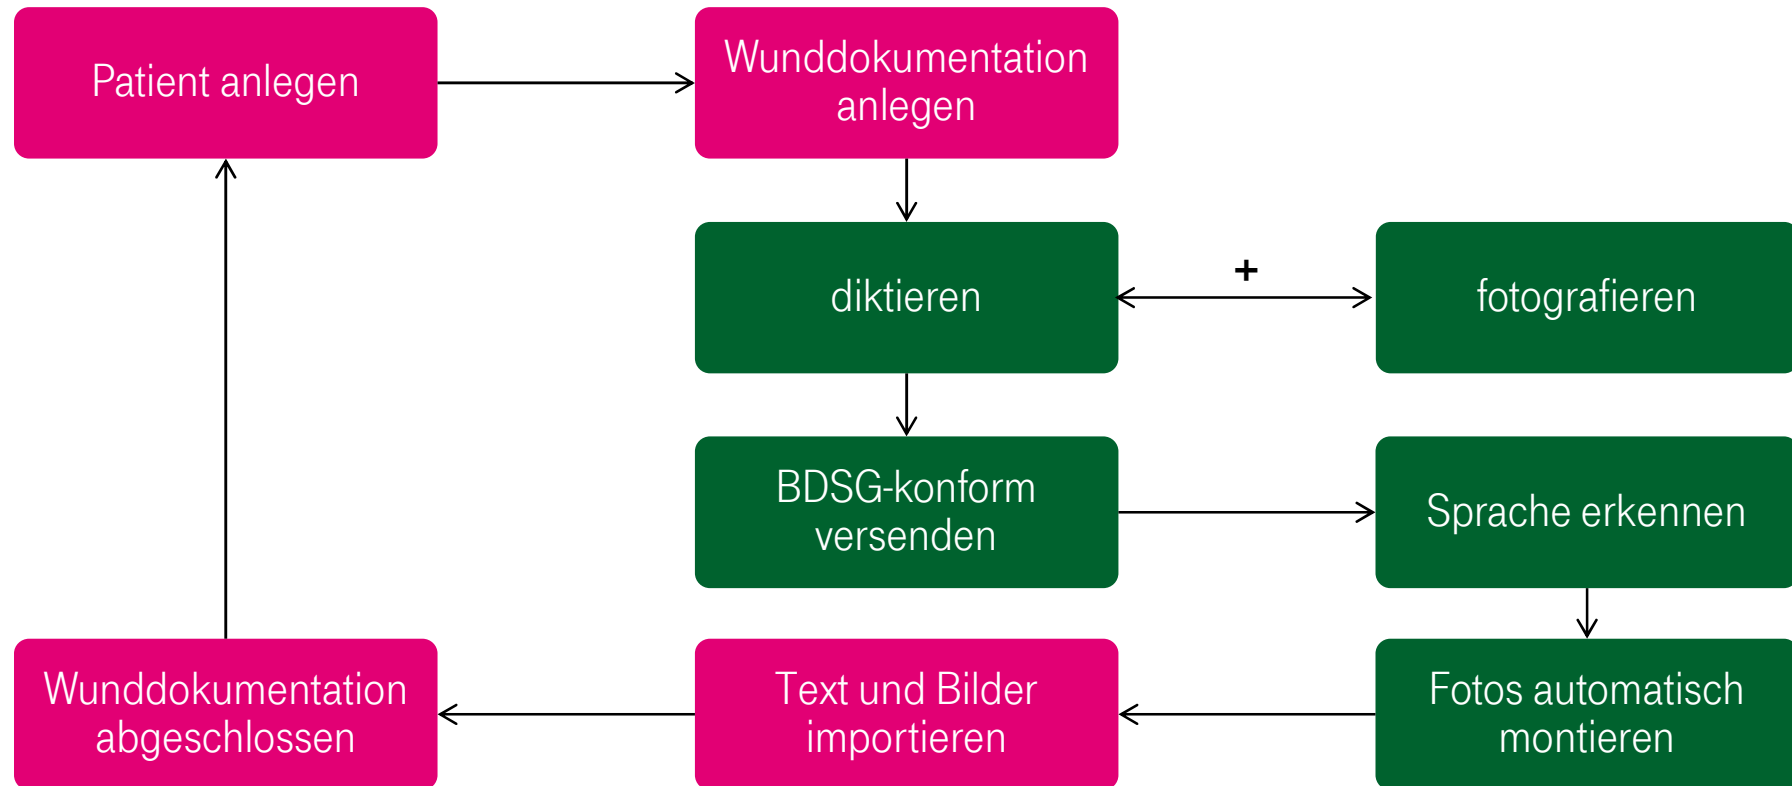 Patient anlegen
Wunddokumentation
anlegen
diktieren
+
fotografieren
BDSG-konform
versenden
Sprache erkennen
Wunddokumentation
abgeschlossen
Text und Bilder
importieren
Fotos automatisch
montieren